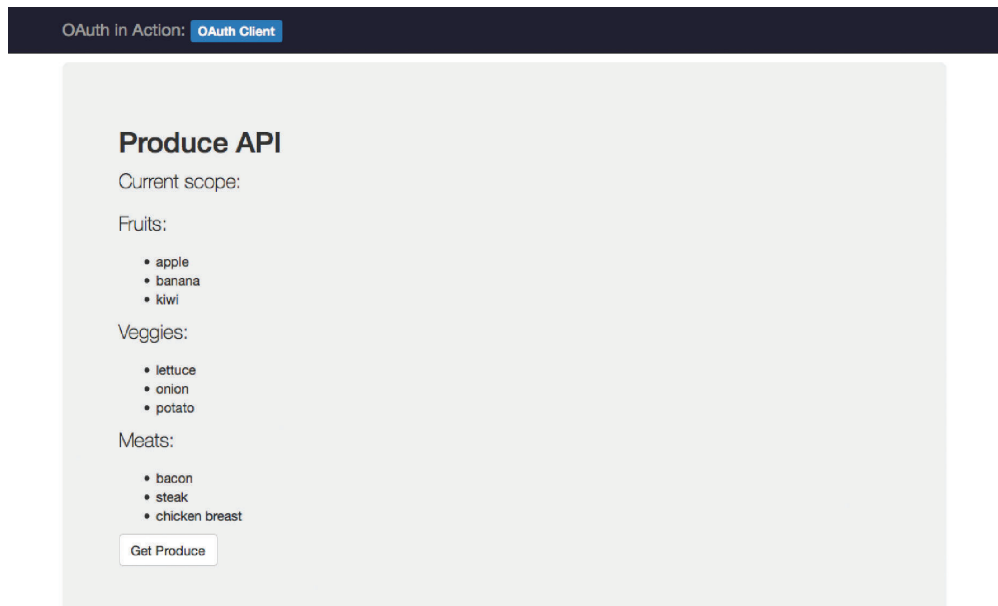 OAuth in Action: OAuth Client
Produce API
Current scope:
Fruits:
• apple
• banana
• kiwi
Veggies:
• lettuce
• onion
• potato
Meats:
• bacon
• steak
• chicken breast
Get Produce